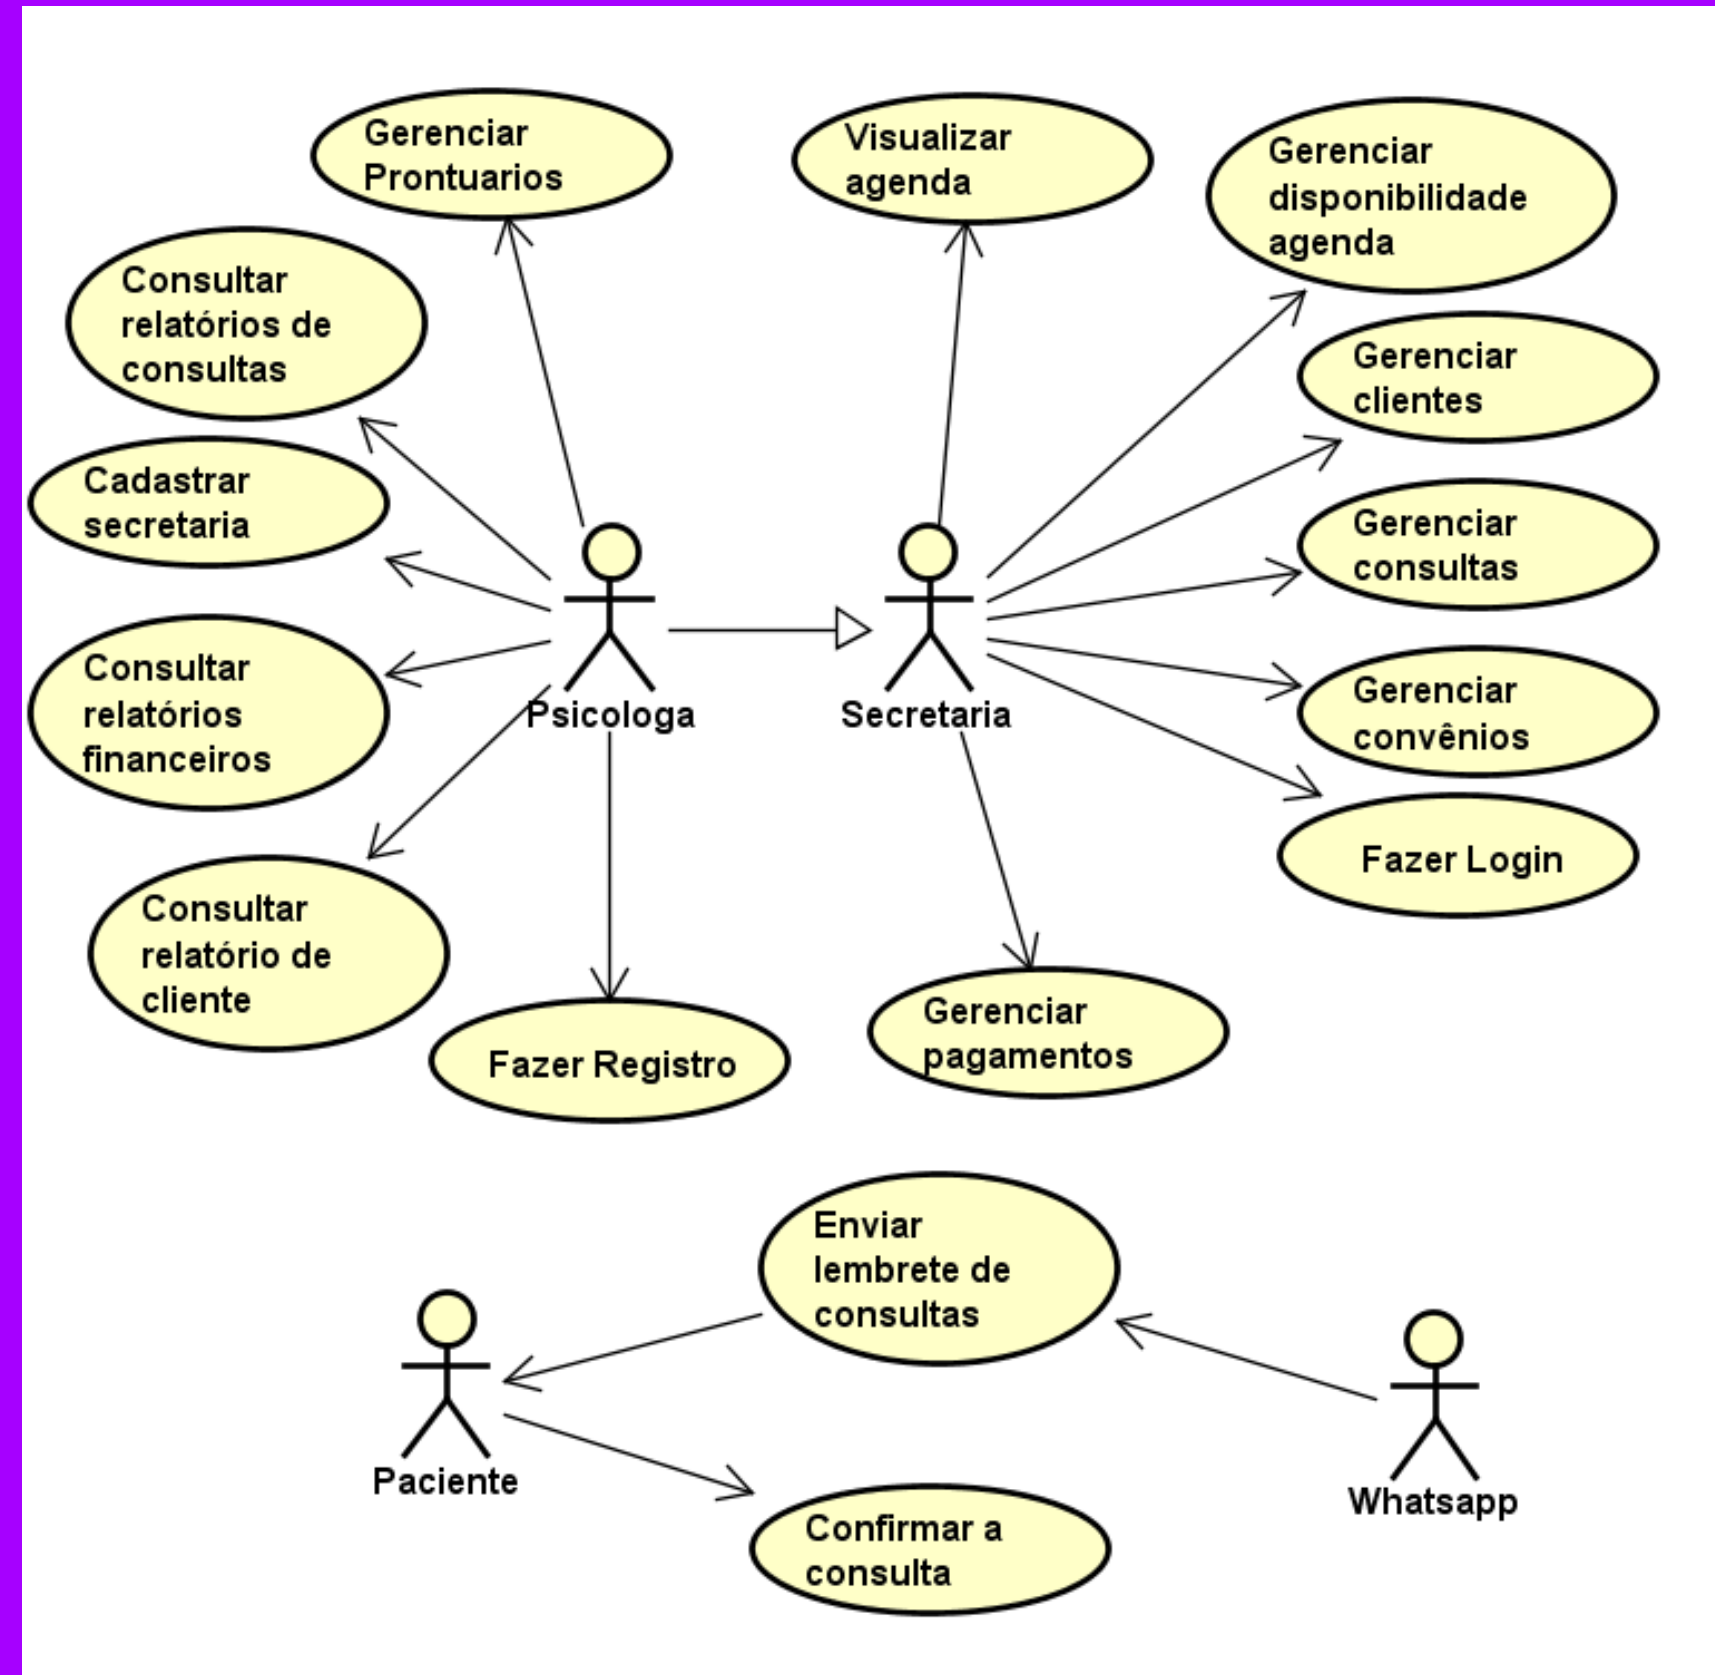 Gerenciar
Prontuarios
Visualizar
agenda
Gerenciar
disponibilidade
agenda
Consultar
relatórios de
consultas
Gerenciar
clientes
Cadastrar
secretaria
Gerenciar
consultas
Consultar
relatórios
financeiros
Psicologa
Secretaria
Gerenciar
convênios
Fazer Login
Consultar
relatório de
cliente
Fazer Registro
Gerenciar
pagamentos
Enviar
lembrete de
consultas
Paciente
Whatsapp
Confirmar a
consulta